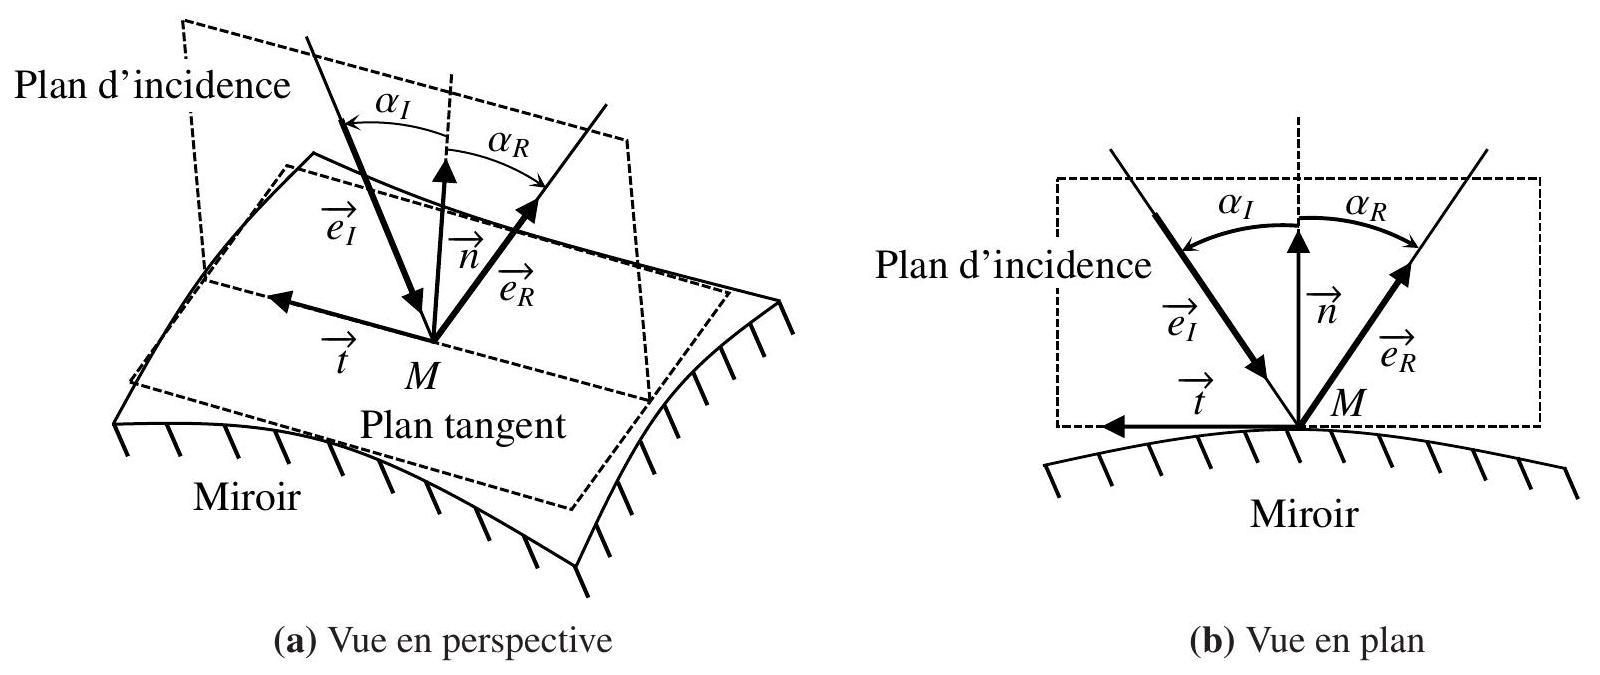 Plan d'incidence
α_I
α_R
e_I
n
e_R
t
M
Plan tangent
Miroir
(a) Vue en perspective
α_I
α_R
Plan d'incidence
e_I
n
e_R
t
M
Miroir
(b) Vue en plan